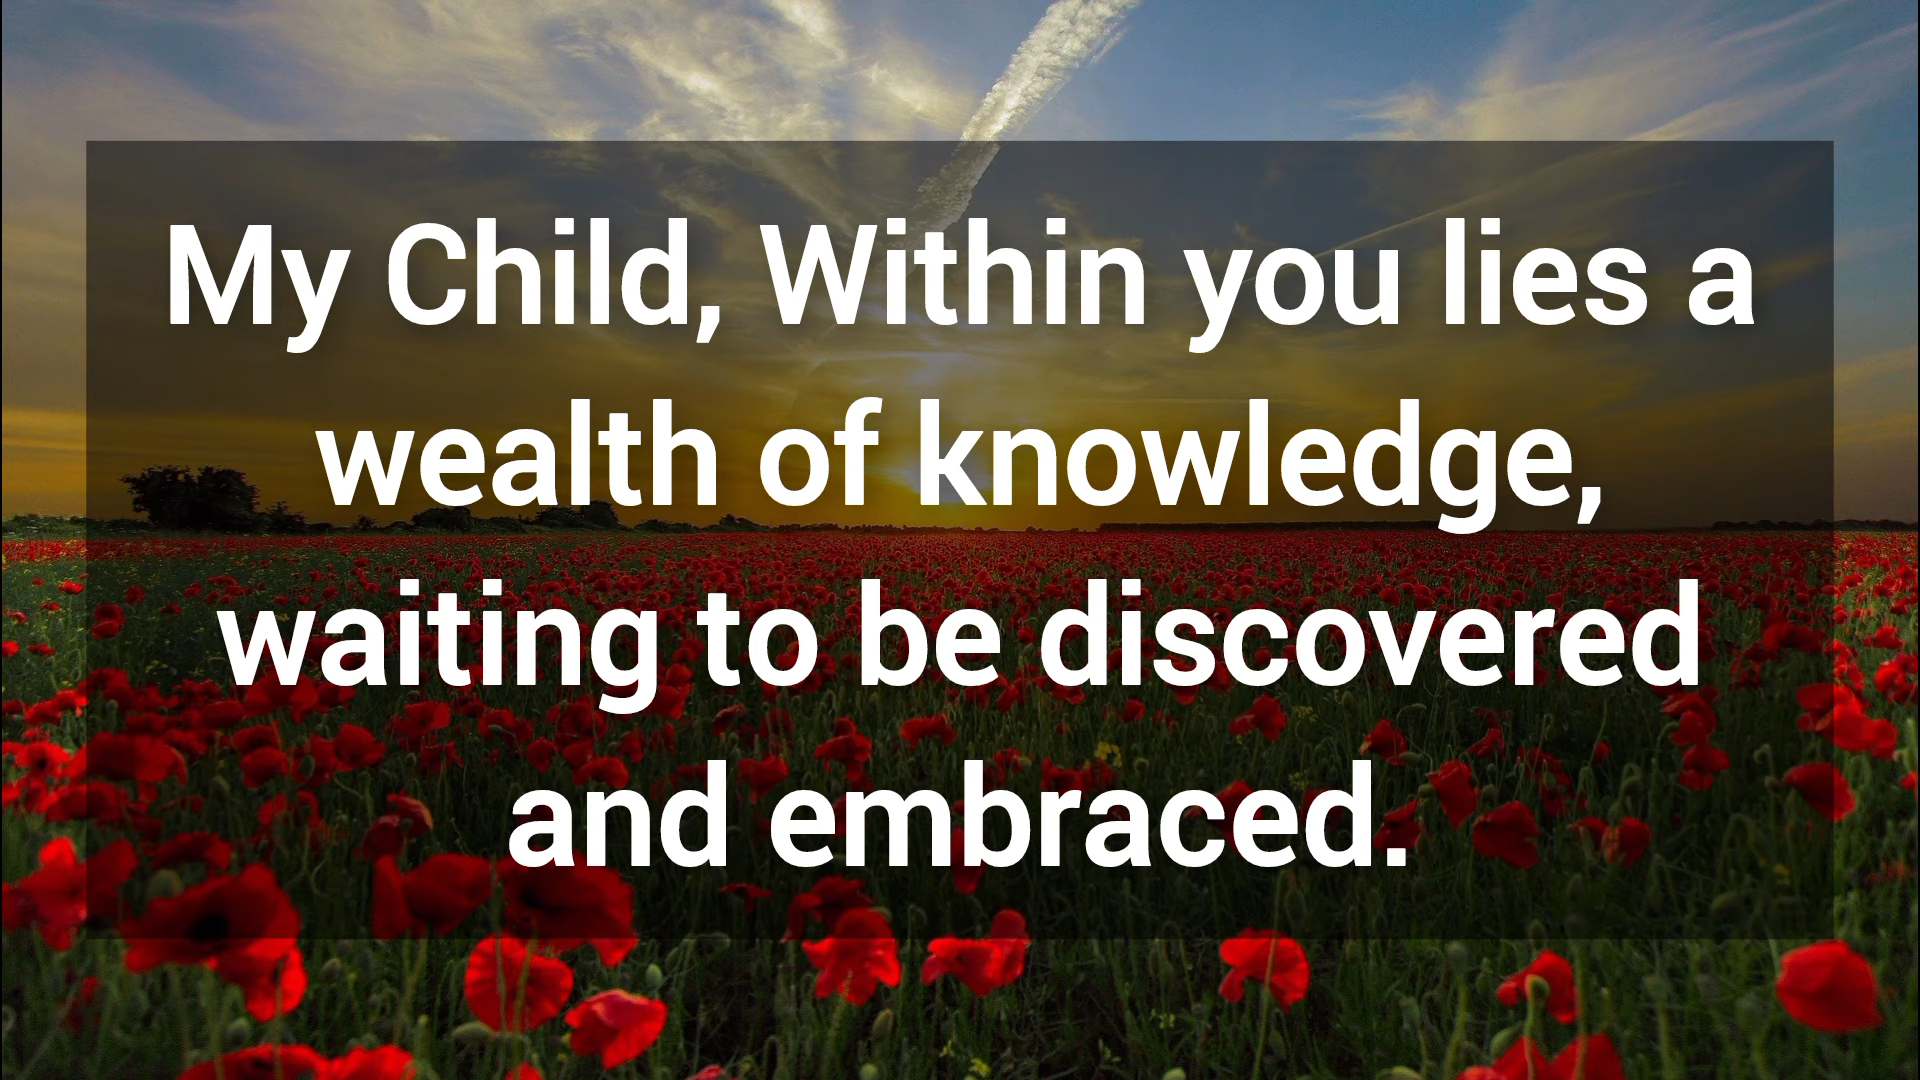 My Child, Within you lies a
wealth of knowledge,
waiting to be discovered
and embraced.